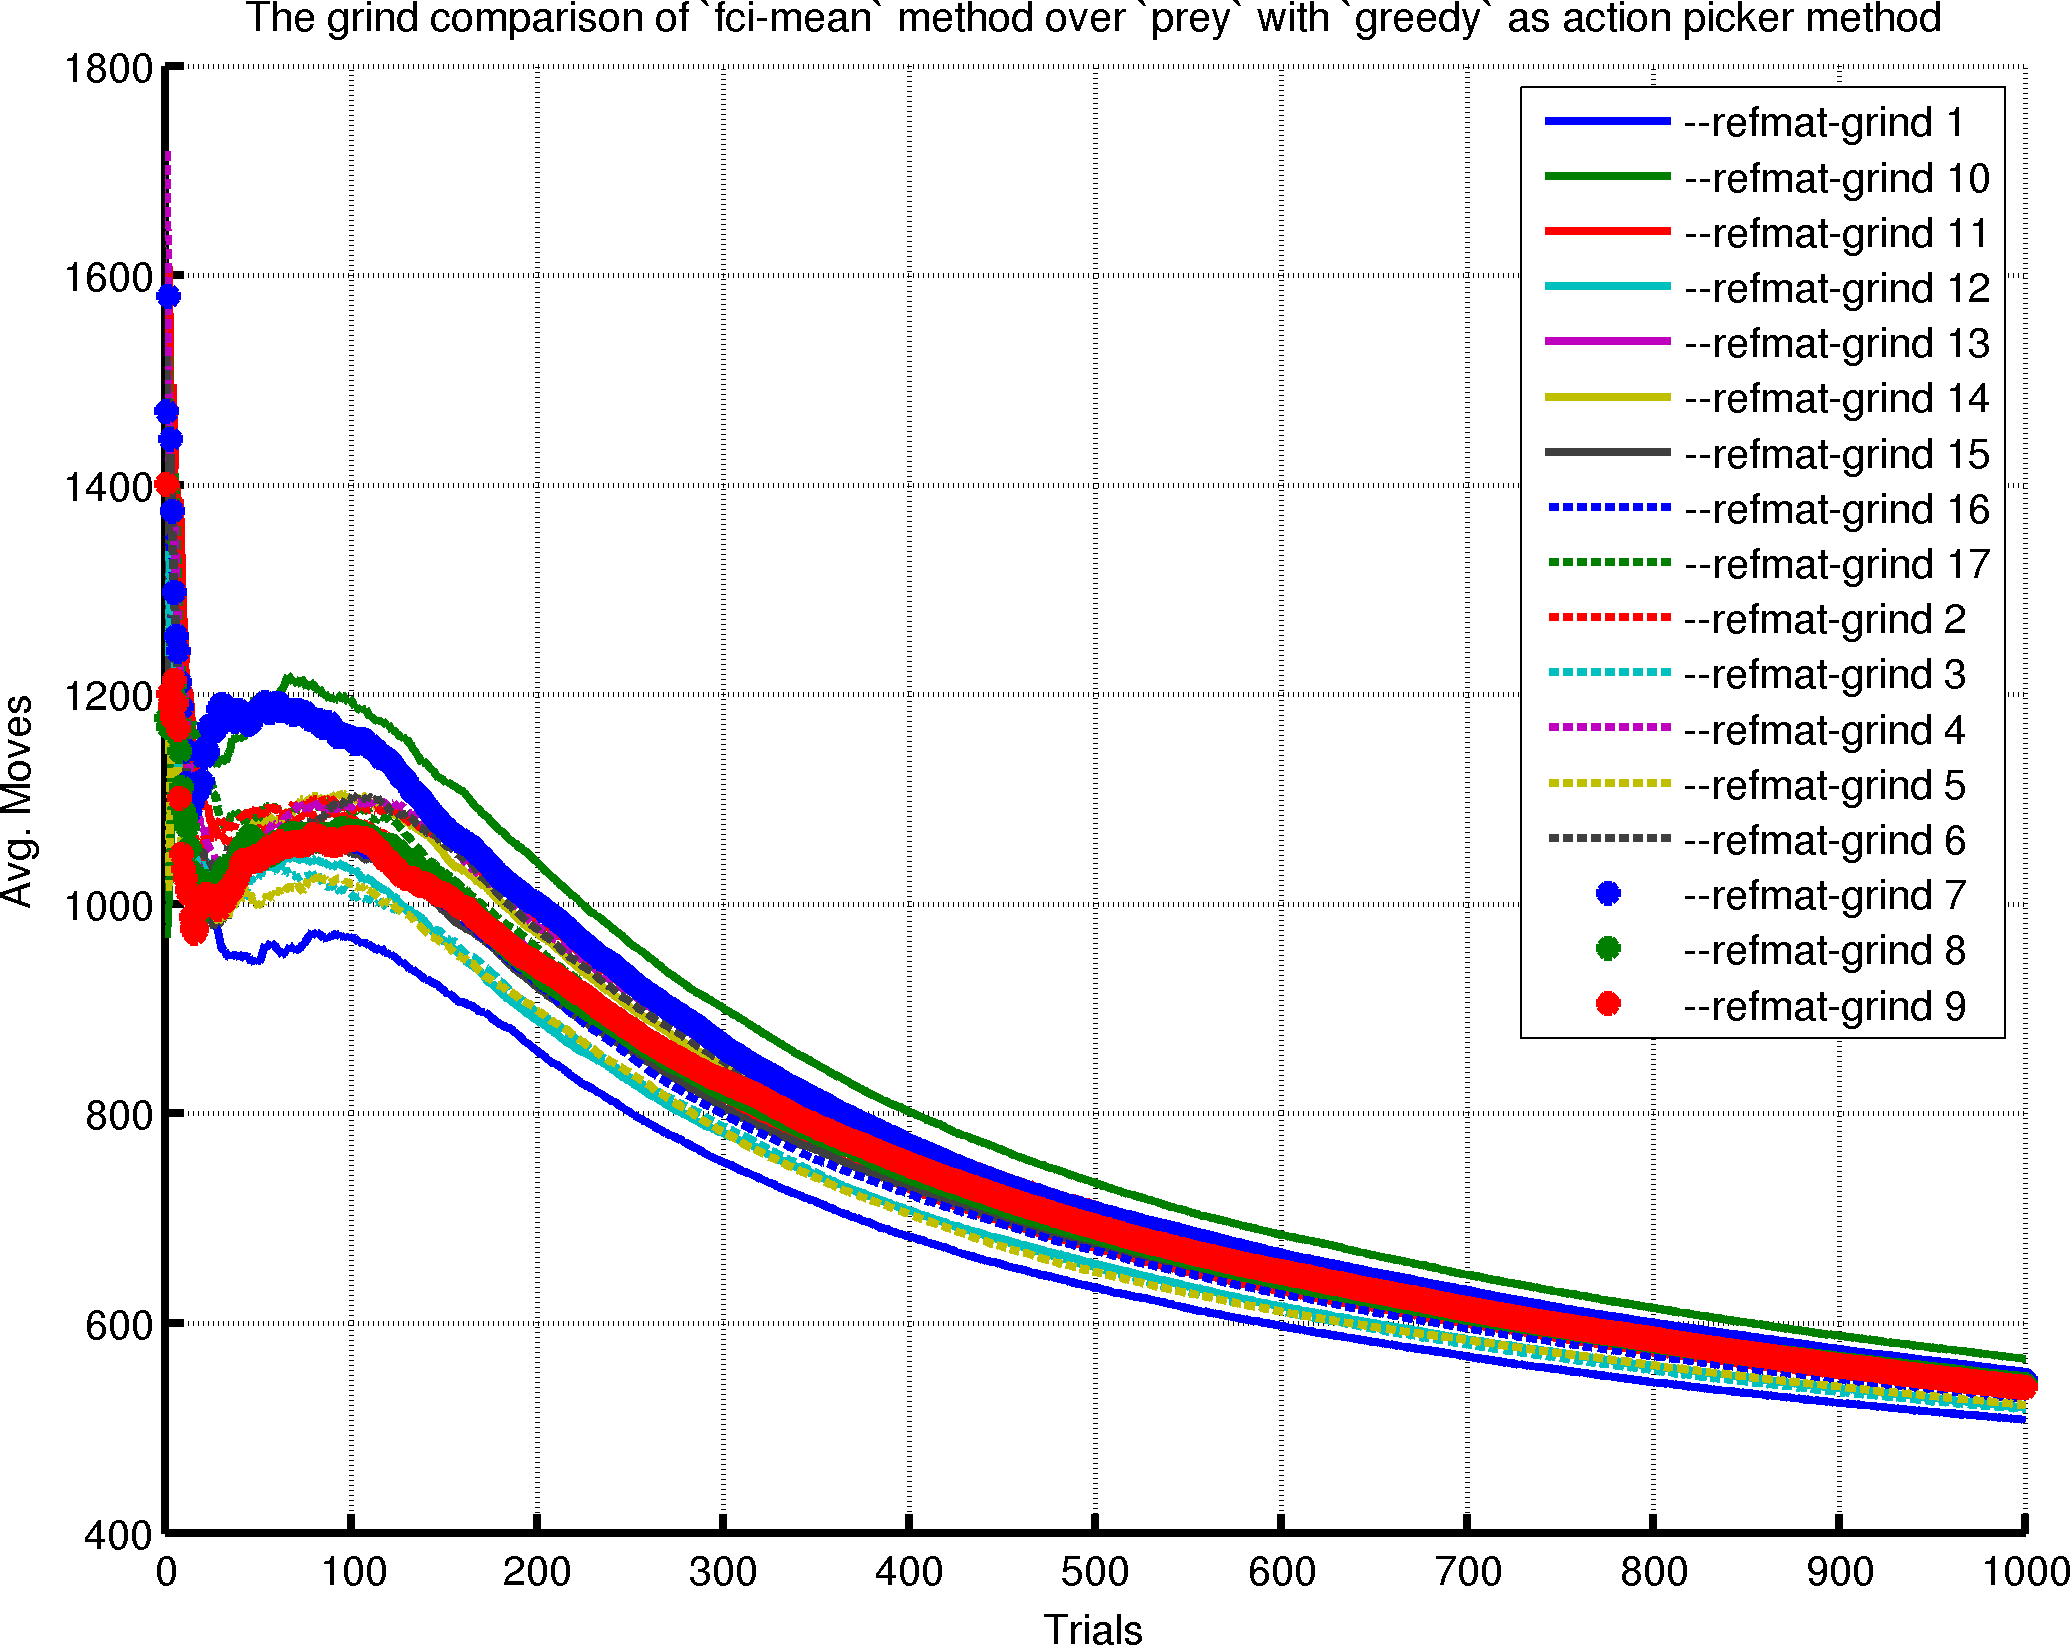 The grind comparison of `fci-mean` method over `prey` with `greedy` as action picker method
1800
1600
1400
1200
1000
800
600
400
Avg. Moves
0 100 200 300 400 500 600 700 800 900 1000
Trials
--refmat-grind 1
--refmat-grind 10
--refmat-grind 11
--refmat-grind 12
--refmat-grind 13
--refmat-grind 14
--refmat-grind 15
--refmat-grind 16
--refmat-grind 17
--refmat-grind 2
--refmat-grind 3
--refmat-grind 4
--refmat-grind 5
--refmat-grind 6
--refmat-grind 7
--refmat-grind 8
--refmat-grind 9